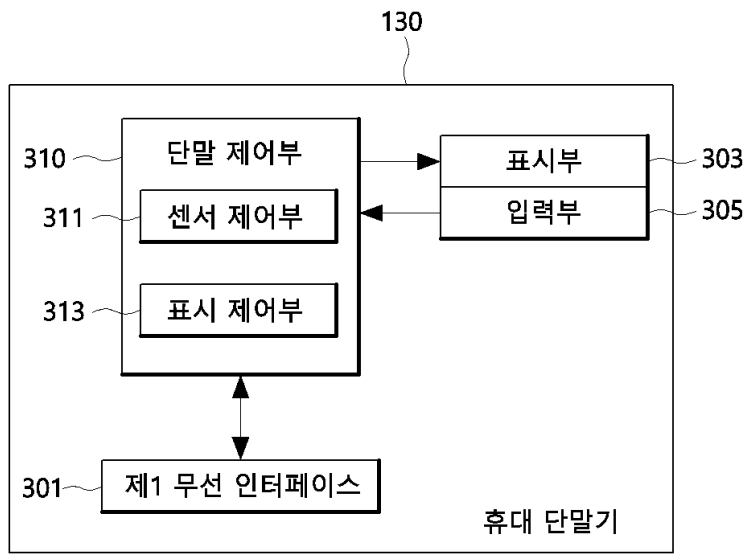 130
310
단말 제어부
표시부
303
311
센서 제어부
입력부
305
313
표시 제어부
301
제1 무선 인터페이스
휴대 단말기